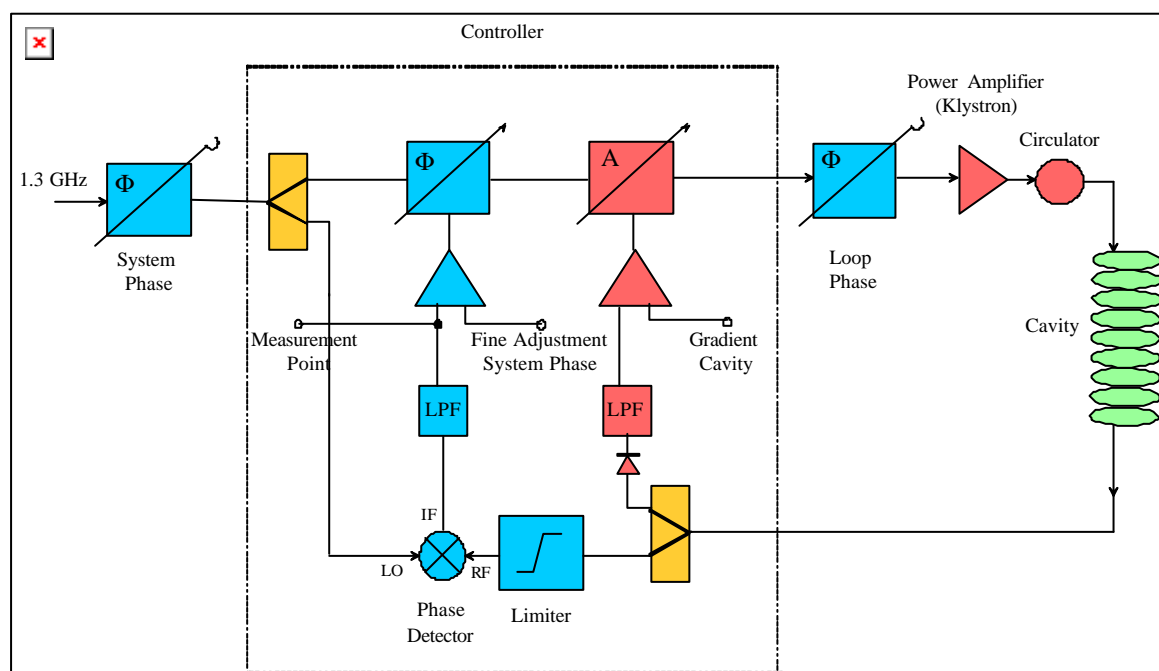 Controller
Power Amplifier
(Klystron)
Circulator
1.3 GHz
Φ
Φ
A
Φ
System
Phase
Loop
Phase
Measurement
Point
Fine Adjustment
System Phase
Gradient
Cavity
Cavity
LPF
LPF
IF
LO
RF
Phase
Detector
Limiter